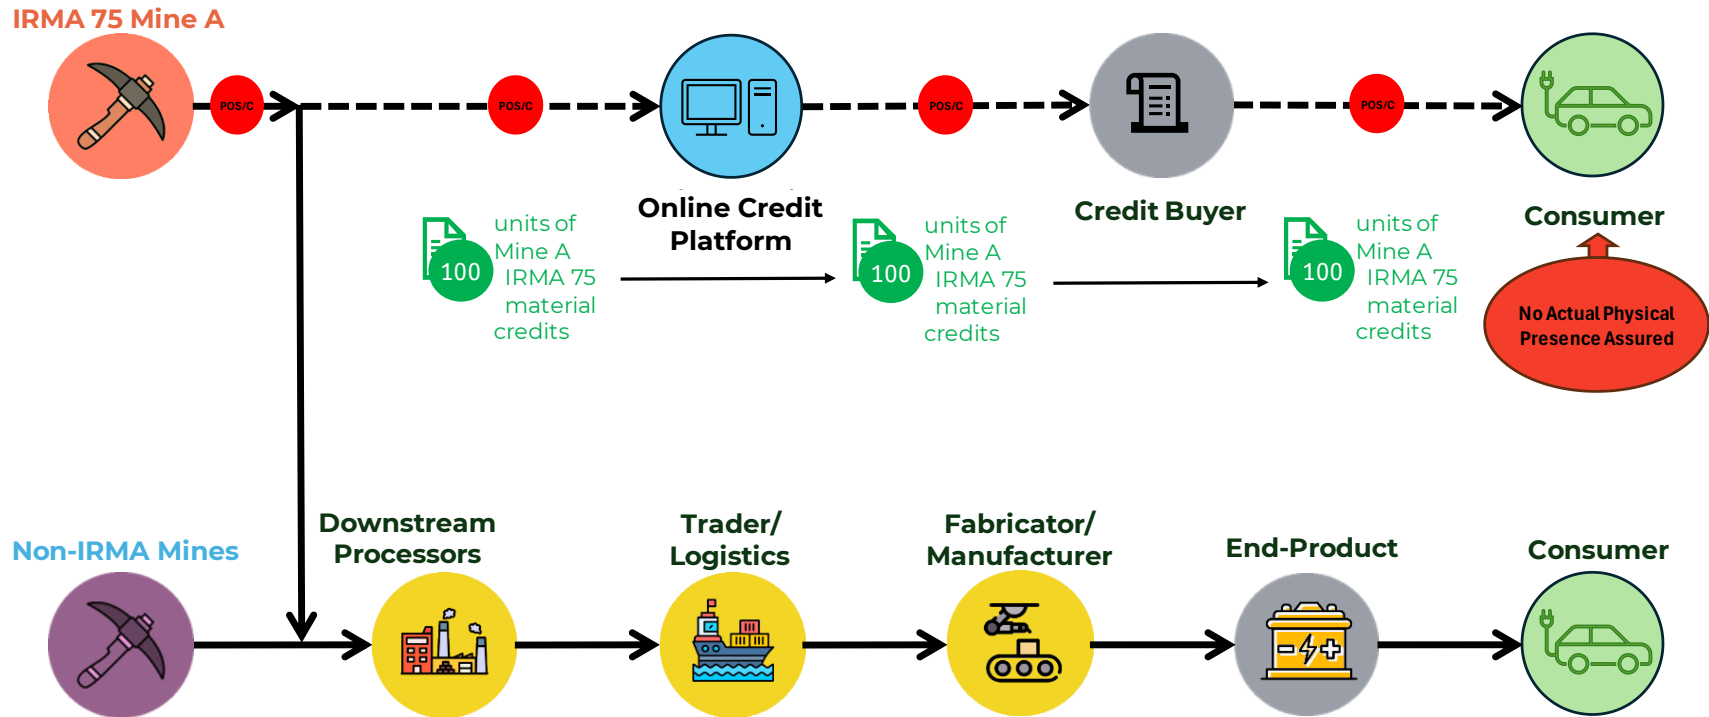 IRMA 75 Mine A
POS/C
POS/C
POS/C
POS/C
Online Credit
Platform
Credit Buyer
Consumer
100
units of
Mine A
IRMA 75
material
credits
100
units of
Mine A
IRMA 75
material
credits
100
units of
Mine A
IRMA 75
material
credits
No Actual Physical
Presence Assured
Non-IRMA Mines
Downstream
Processors
Trader/
Logistics
Fabricator/
Manufacturer
End-Product
Consumer